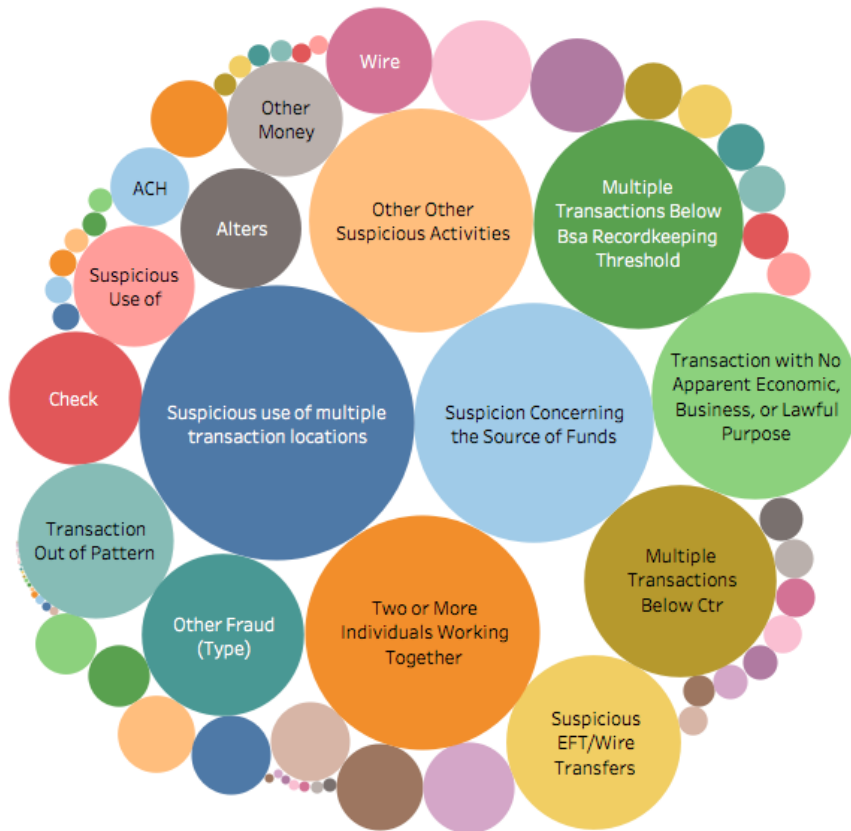 Wire
Other
Money
ACH
Alters
Other Other
Suspicious Activities
Multiple
Transactions Below
Bsa Recordkeeping
Threshold
Suspicious
Use of
Check
Suspicious use of multiple
transaction locations
Suspicion Concerning
the Source of Funds
Transaction with No
Apparent Economic,
Business, or Lawful
Purpose
Transaction
Out of Pattern
Other Fraud
(Type)
Two or More
Individuals Working
Together
Multiple
Transactions
Below Ctr
Suspicious
EFT/Wire
Transfers